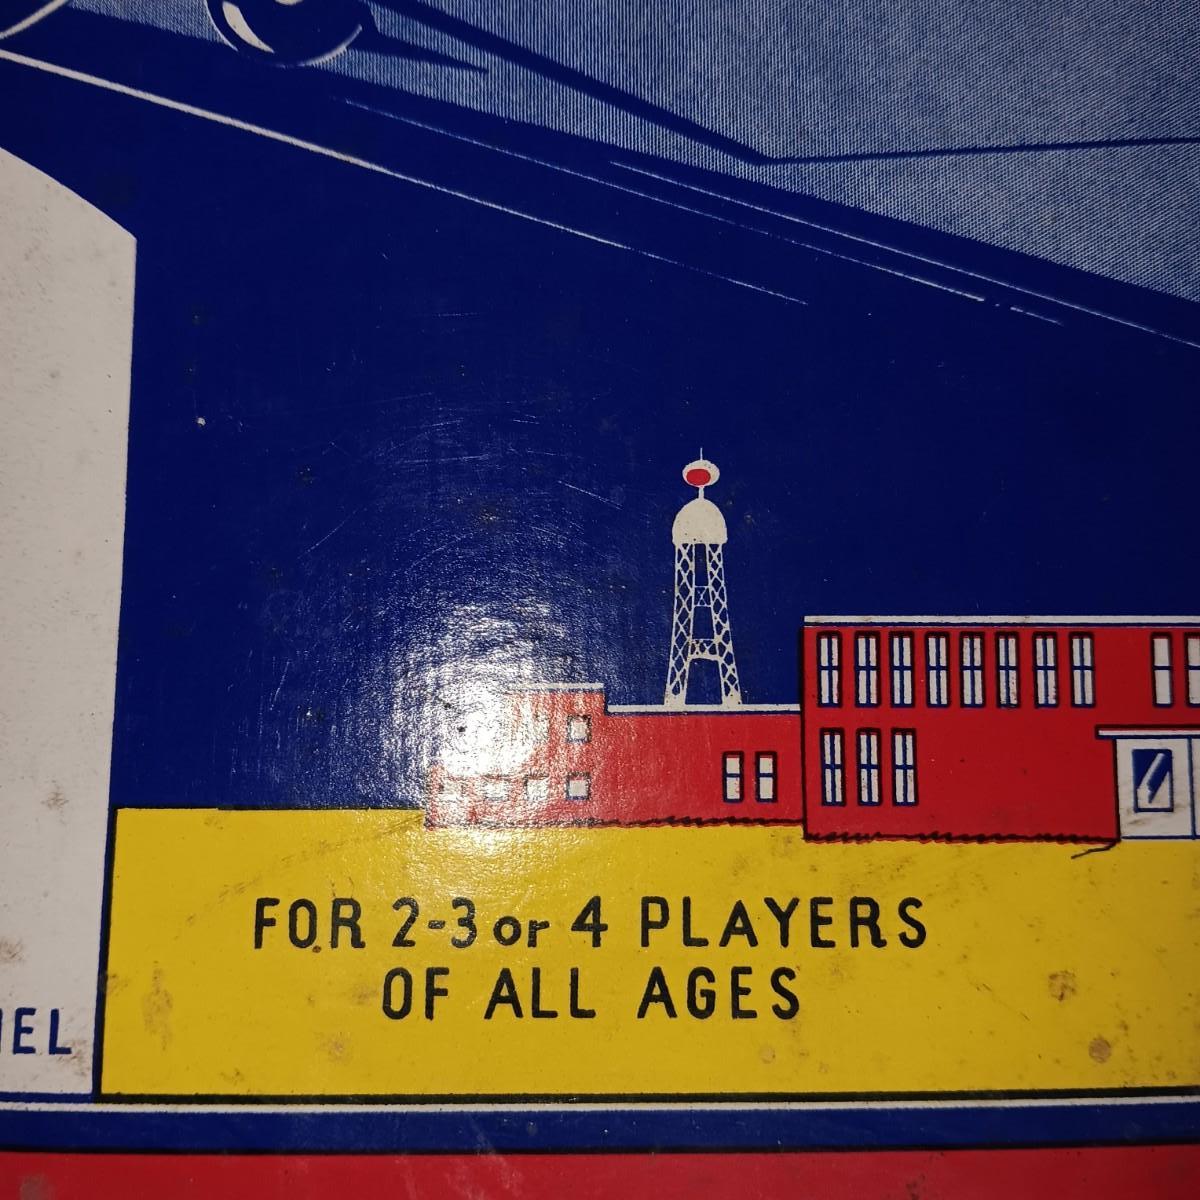 FOR 2-3 or 4 PLAYERS
OF ALL AGES